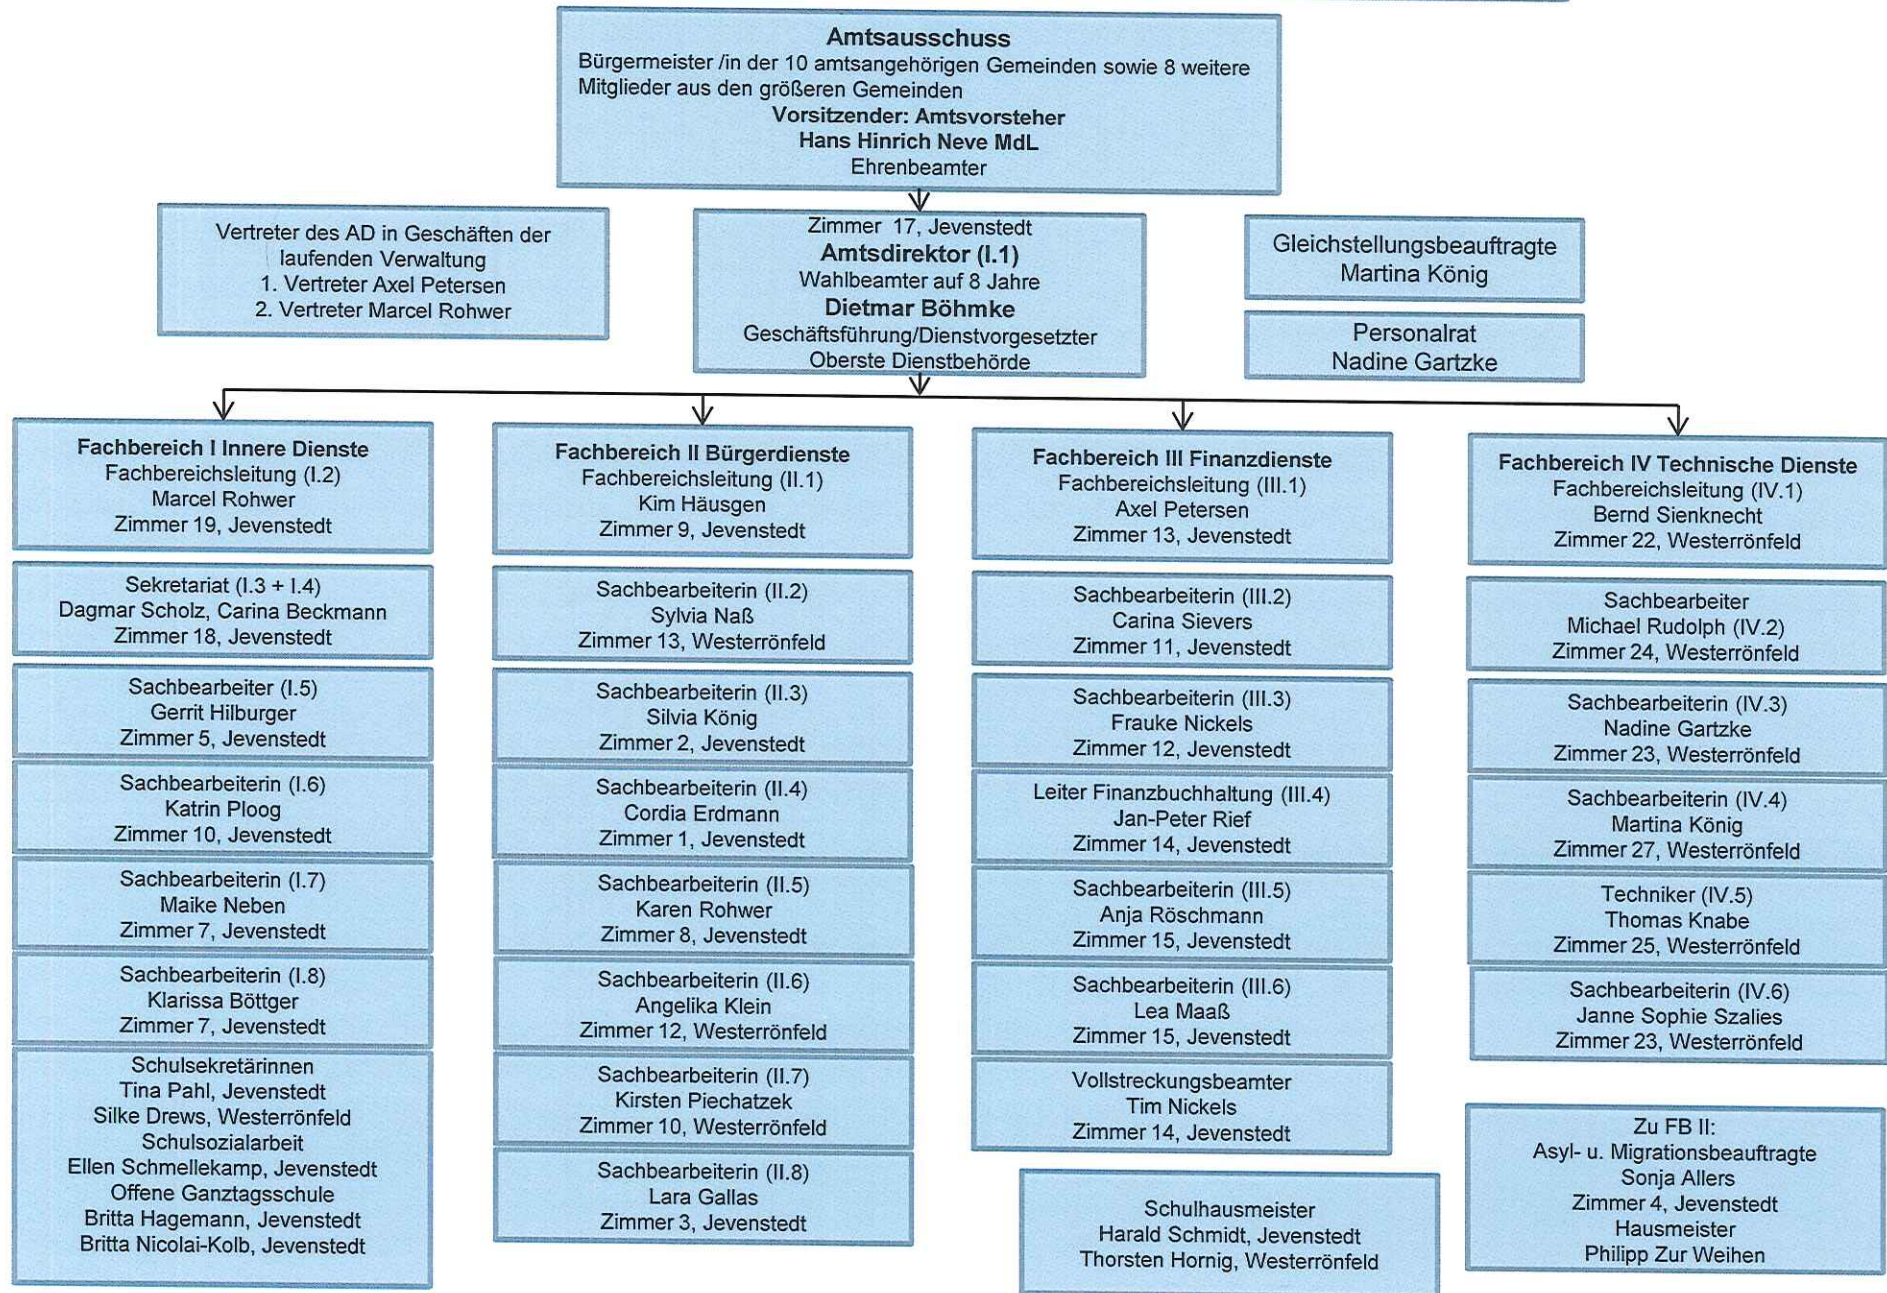 Amtsausschuss
Bürgermeister /in der 10 amtsangehörigen Gemeinden sowie 8 weitere
Mitglieder aus den größeren Gemeinden
Vorsitzender: Amtsvorsteher
Hans Hinrich Neve MdL
Ehrenbeamter
Vertreter des AD in Geschäften der
laufenden Verwaltung
1. Vertreter Axel Petersen
2. Vertreter Marcel Rohwer
Zimmer 17, Jevenstedt
Amtsdirektor (I.1)
Wahlbeamter auf 8 Jahre
Dietmar Böhmke
Geschäftsführung/Dienstvorgesetzter
Oberste Dienstbehörde
Gleichstellungsbeauftragte
Martina König
Personalrat
Nadine Gartzke
Fachbereich I Innere Dienste
Fachbereichsleitung (I.2)
Marcel Rohwer
Zimmer 19, Jevenstedt
Sekretariat (I.3 + I.4)
Dagmar Scholz, Carina Beckmann
Zimmer 18, Jevenstedt
Sachbearbeiter (I.5)
Gerrit Hilburger
Zimmer 5, Jevenstedt
Sachbearbeiterin (I.6)
Katrin Ploog
Zimmer 10, Jevenstedt
Sachbearbeiterin (I.7)
Maike Neben
Zimmer 7, Jevenstedt
Sachbearbeiterin (I.8)
Klarissa Böttger
Zimmer 7, Jevenstedt
Schulsekretärinnen
Tina Pahl, Jevenstedt
Silke Drews, Westerrönfeld
Schulsozialarbeit
Ellen Schmellekamp, Jevenstedt
Offene Ganztagsschule
Britta Hagemann, Jevenstedt
Britta Nicolai-Kolb, Jevenstedt
Fachbereich II Bürgerdienste
Fachbereichsleitung (II.1)
Kim Häusgen
Zimmer 9, Jevenstedt
Sachbearbeiterin (II.2)
Sylvia Naß
Zimmer 13, Westerrönfeld
Sachbearbeiterin (II.3)
Silvia König
Zimmer 2, Jevenstedt
Sachbearbeiterin (II.4)
Cordia Erdmann
Zimmer 1, Jevenstedt
Sachbearbeiterin (II.5)
Karen Rohwer
Zimmer 8, Jevenstedt
Sachbearbeiterin (II.6)
Angelika Klein
Zimmer 12, Westerrönfeld
Sachbearbeiterin (II.7)
Kirsten Piechatzek
Zimmer 10, Westerrönfeld
Sachbearbeiterin (II.8)
Lara Gallas
Zimmer 3, Jevenstedt
Fachbereich III Finanzdienste
Fachbereichsleitung (III.1)
Axel Petersen
Zimmer 13, Jevenstedt
Sachbearbeiterin (III.2)
Carina Sievers
Zimmer 11, Jevenstedt
Sachbearbeiterin (III.3)
Frauke Nickels
Zimmer 12, Jevenstedt
Leiter Finanzbuchhaltung (III.4)
Jan-Peter Rief
Zimmer 14, Jevenstedt
Sachbearbeiterin (III.5)
Anja Röschmann
Zimmer 15, Jevenstedt
Sachbearbeiterin (III.6)
Lea Maaß
Zimmer 15, Jevenstedt
Vollstreckungsbeamter
Tim Nickels
Zimmer 14, Jevenstedt
Schulhausmeister
Harald Schmidt, Jevenstedt
Thorsten Hornig, Westerrönfeld
Fachbereich IV Technische Dienste
Fachbereichsleitung (IV.1)
Bernd Sienknecht
Zimmer 22, Westerrönfeld
Sachbearbeiter
Michael Rudolph (IV.2)
Zimmer 24, Westerrönfeld
Sachbearbeiterin (IV.3)
Nadine Gartzke
Zimmer 23, Westerrönfeld
Sachbearbeiterin (IV.4)
Martina König
Zimmer 27, Westerrönfeld
Techniker (IV.5)
Thomas Knabe
Zimmer 25, Westerrönfeld
Sachbearbeiterin (IV.6)
Janne Sophie Szalies
Zimmer 23, Westerrönfeld
Zu FB II:
Asyl- u. Migrationsbeauftragte
Sonja Allers
Zimmer 4, Jevenstedt
Hausmeister
Philipp Zur Weihen